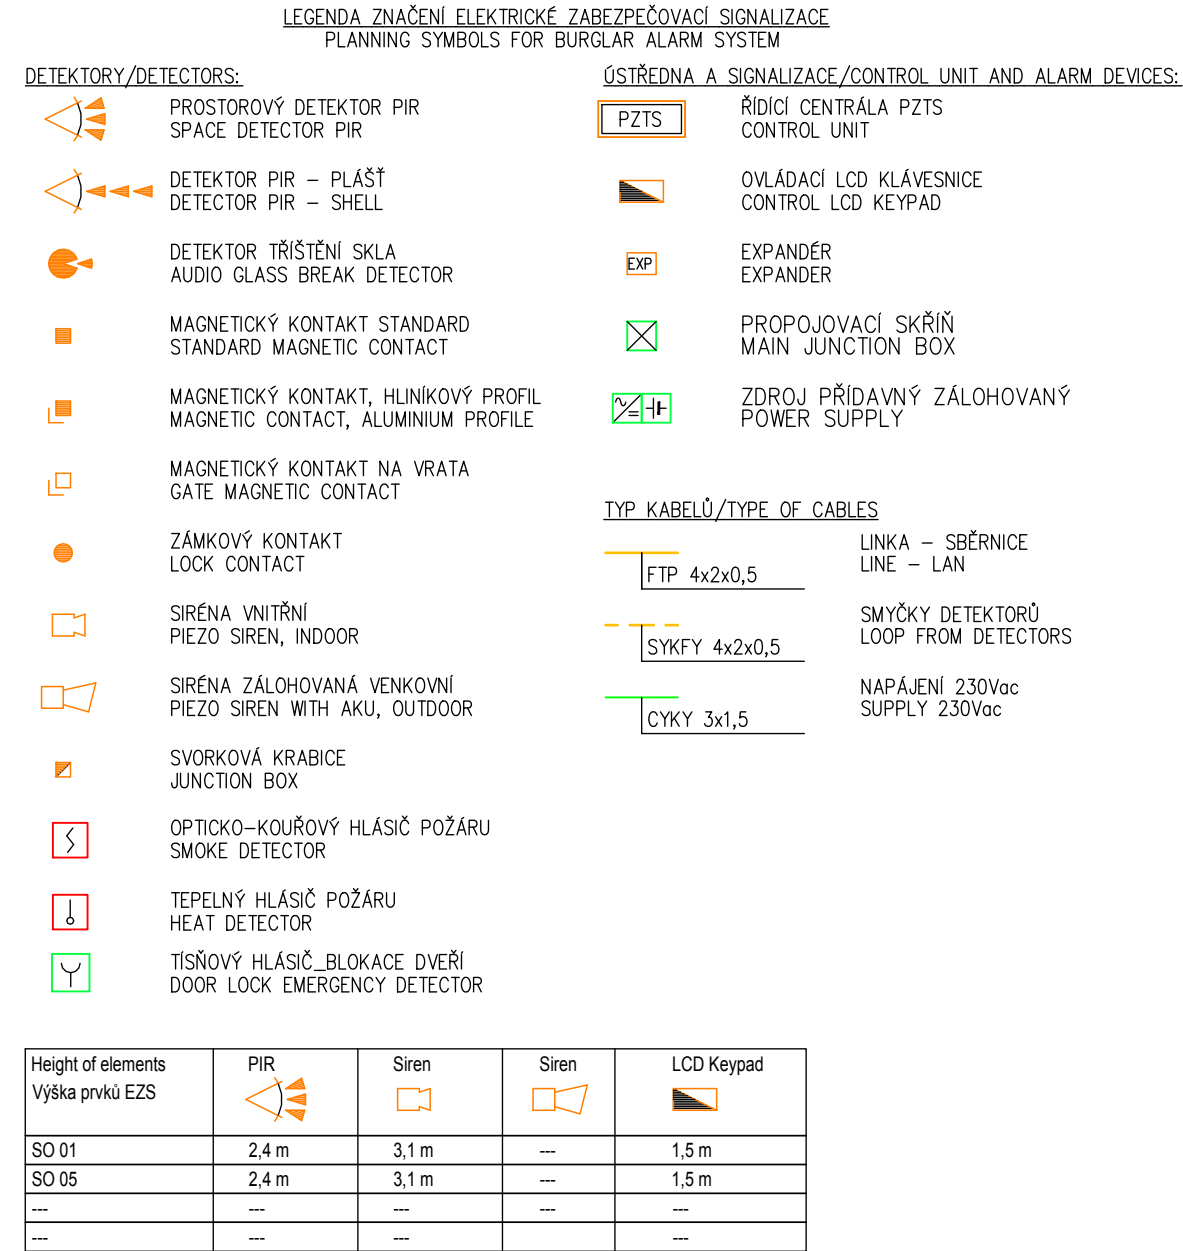 LEGENDA ZNAČENÍ ELEKTRICKÉ ZABEZPEČOVACÍ SIGNALIZACE
PLANNING SYMBOLS FOR BURGLAR ALARM SYSTEM
DETEKTORY/DETECTORS:
PROSTOROVÝ DETEKTOR PIR
SPACE DETECTOR PIR
DETEKTOR PIR – PLÁŠŤ
DETECTOR PIR – SHELL
DETEKTOR TŘÍŠTĚNÍ SKLA
AUDIO GLASS BREAK DETECTOR
MAGNETICKÝ KONTAKT STANDARD
STANDARD MAGNETIC CONTACT
MAGNETICKÝ KONTAKT, HLINÍKOVÝ PROFIL
MAGNETIC CONTACT, ALUMINIUM PROFILE
MAGNETICKÝ KONTAKT NA VRATA
GATE MAGNETIC CONTACT
ZÁMKOVÝ KONTAKT
LOCK CONTACT
SIRÉNA VNITŘNÍ
PIEZO SIREN, INDOOR
SIRÉNA ZÁLOHOVANÁ VENKOVNÍ
PIEZO SIREN WITH AKU, OUTDOOR
SVORKOVÁ KRABICE
JUNCTION BOX
OPTICKO–KOUŘOVÝ HLÁSIČ POŽÁRU
SMOKE DETECTOR
TEPELNÝ HLÁSIČ POŽÁRU
HEAT DETECTOR
TÍSŇOVÝ HLÁSIČ_BLOKACE DVEŘÍ
DOOR LOCK EMERGENCY DETECTOR
ÚSTŘEDNA A SIGNALIZACE/CONTROL UNIT AND ALARM DEVICES:
PZTS
ŘÍDÍCÍ CENTRÁLA PZTS
CONTROL UNIT
OVLÁDACÍ LCD KLÁVESNICE
CONTROL LCD KEYPAD
EXP
EXPANDÉR
EXPANDER
PROPOJOVACÍ SKŘÍŇ
MAIN JUNCTION BOX
ZDROJ PŘÍDAVNÝ ZÁLOHOVANÝ
POWER SUPPLY
TYP KABELŮ/TYPE OF CABLES
FTP 4x2x0,5
LINKA – SBĚRNICE
LINE – LAN
SYKFY 4x2x0,5
SMYČKY DETEKTORŮ
LOOP FROM DETECTORS
CYKY 3x1,5
NAPÁJENÍ 230Vac
SUPPLY 230Vac
Height of elements PIR Siren Siren LCD Keypad
Výška prvků EZS
SO 01 2,4 m 3,1 m --- 1,5 m
SO 05 2,4 m 3,1 m --- 1,5 m
--- --- --- --- ---
--- --- --- ---